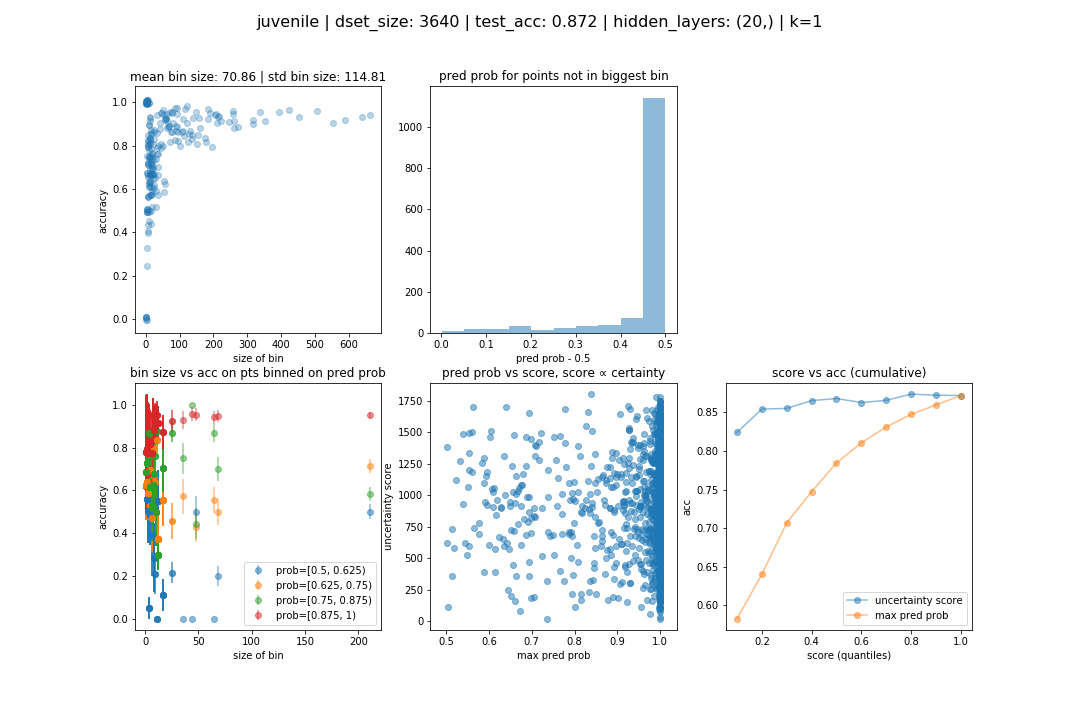 juvenile | dset_size: 3640 | test_acc: 0.872 | hidden_layers: (20,) | k=1
mean bin size: 70.86 | std bin size: 114.81
accuracy
1.0
0.8
0.6
0.4
0.2
0.0
0 100 200 300 400 500 600
size of bin
pred prob for points not in biggest bin
1000
800
600
400
200
0
0.0 0.1 0.2 0.3 0.4 0.5
pred prob - 0.5
bin size vs acc on pts binned on pred prob
accuracy
1.0
0.8
0.6
0.4
0.2
0.0
prob=[0.5, 0.625)
prob=[0.625, 0.75)
prob=[0.75, 0.875)
prob=[0.875, 1)
0 50 100 150 200
size of bin
pred prob vs score, score ∝ certainty
uncertainty score
1750
1500
1250
1000
750
500
250
0
0.5 0.6 0.7 0.8 0.9 1.0
max pred prob
score vs acc (cumulative)
acc
0.85
0.80
0.75
0.70
0.65
0.60
uncertainty score
max pred prob
0.2 0.4 0.6 0.8 1.0
score (quantiles)